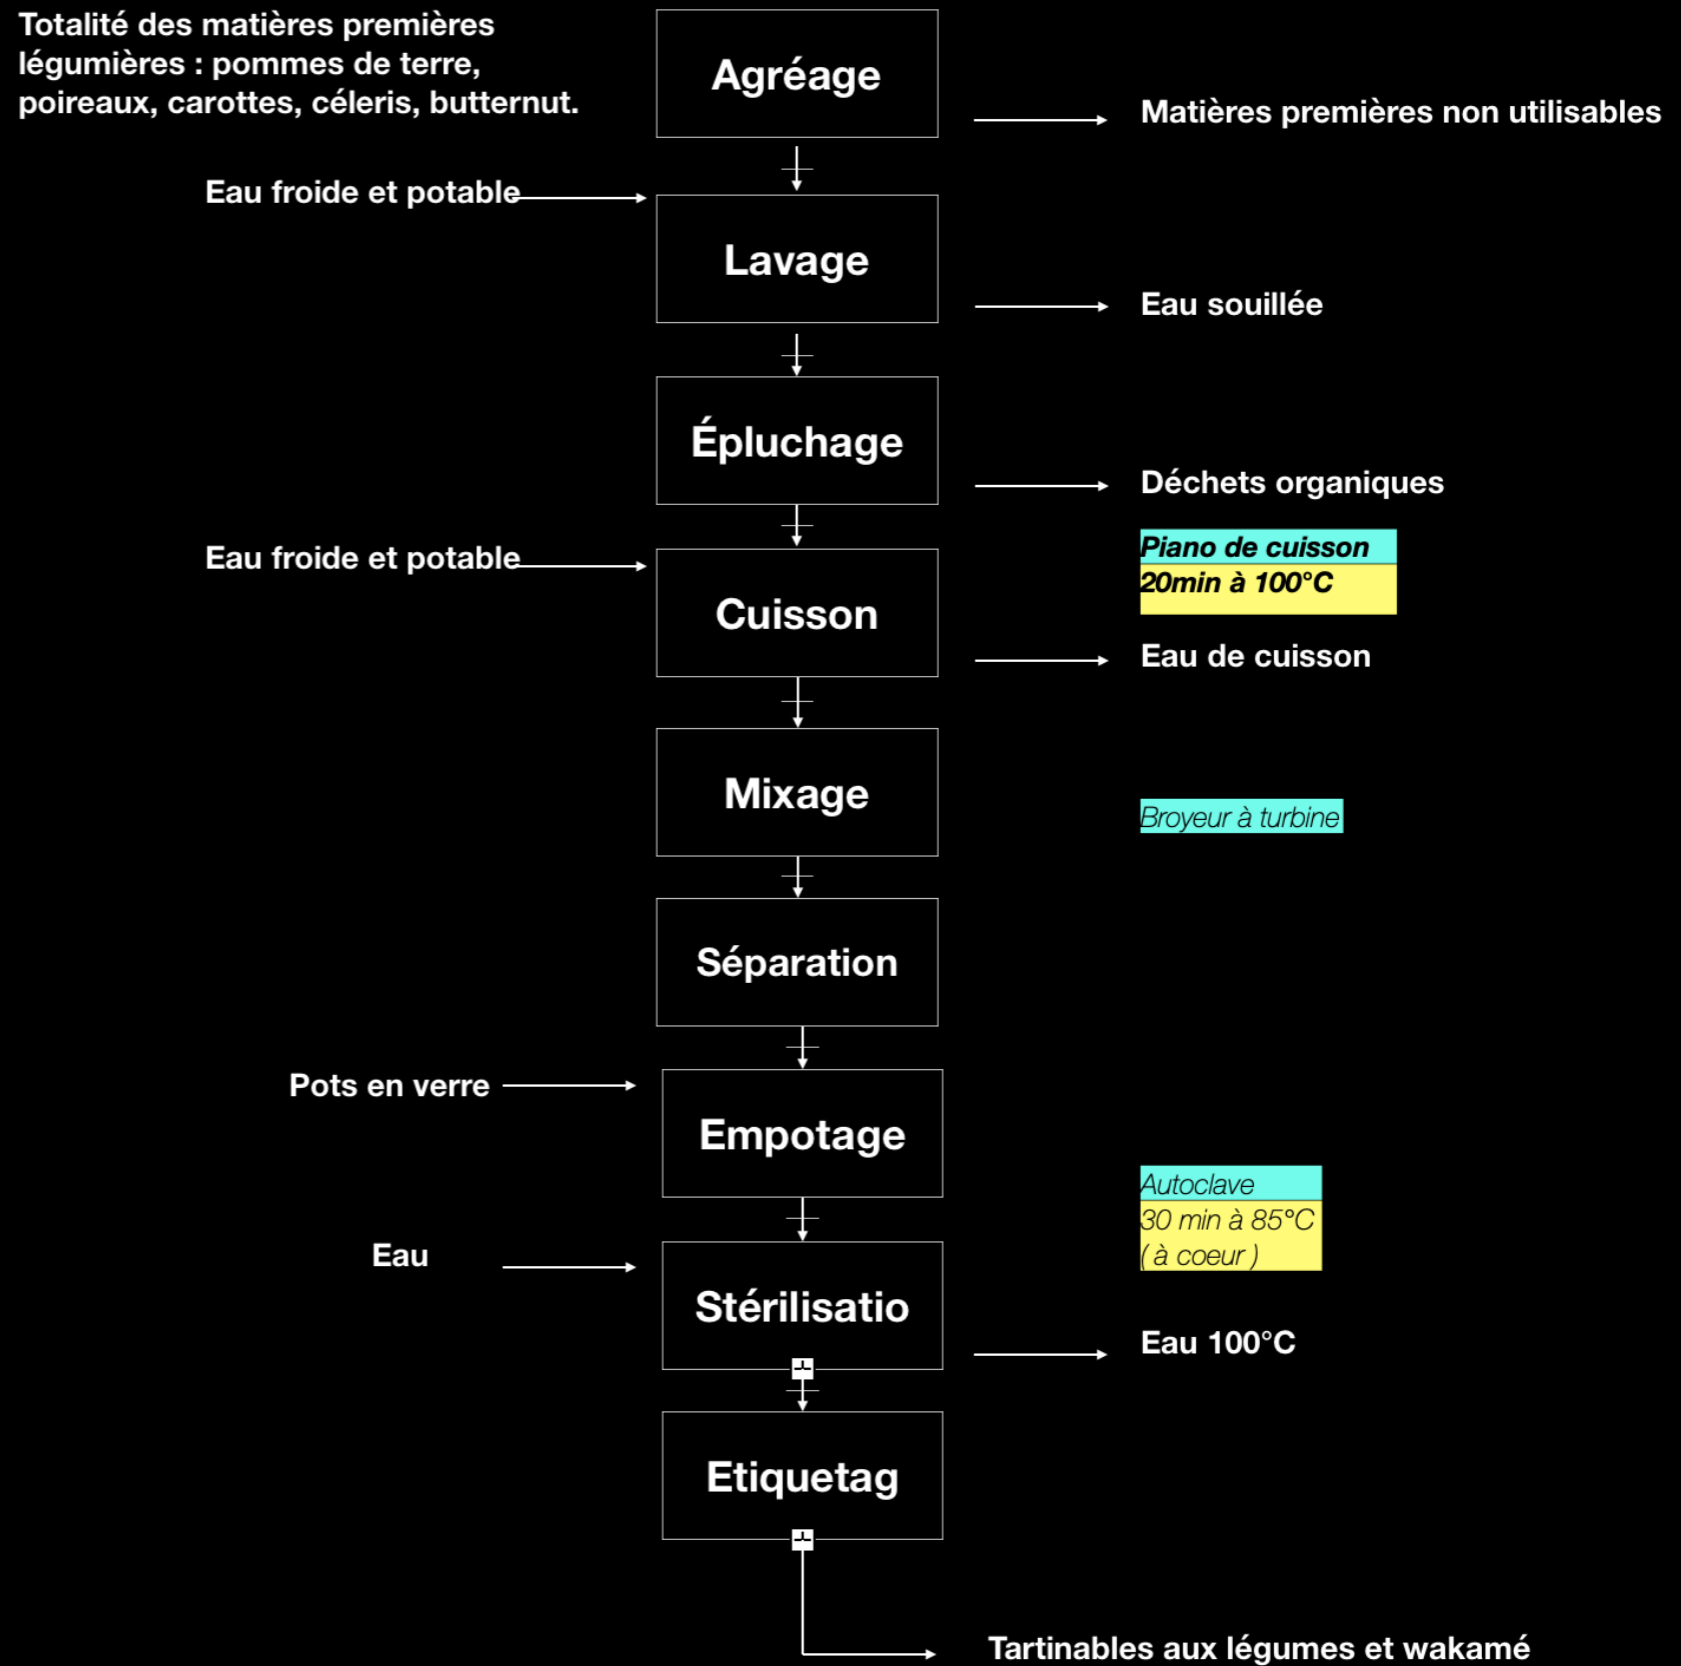 Totalité des matières premières
légumières : pommes de terre,
poireaux, carottes, céleris, butternut.
Agréage
Matières premières non utilisables
Eau froide et potable
Lavage
Eau souillée
Épluchage
Déchets organiques
Eau froide et potable
Piano de cuisson
20min à 100°C
Cuisson
Eau de cuisson
Mixage
Broyeur à turbine
Séparation
Pots en verre
Empotage
Autoclave
30 min à 85°C
( à coeur )
Eau
Stérilisatio
Eau 100°C
Etiquetag
Tartinables aux légumes et wakamé